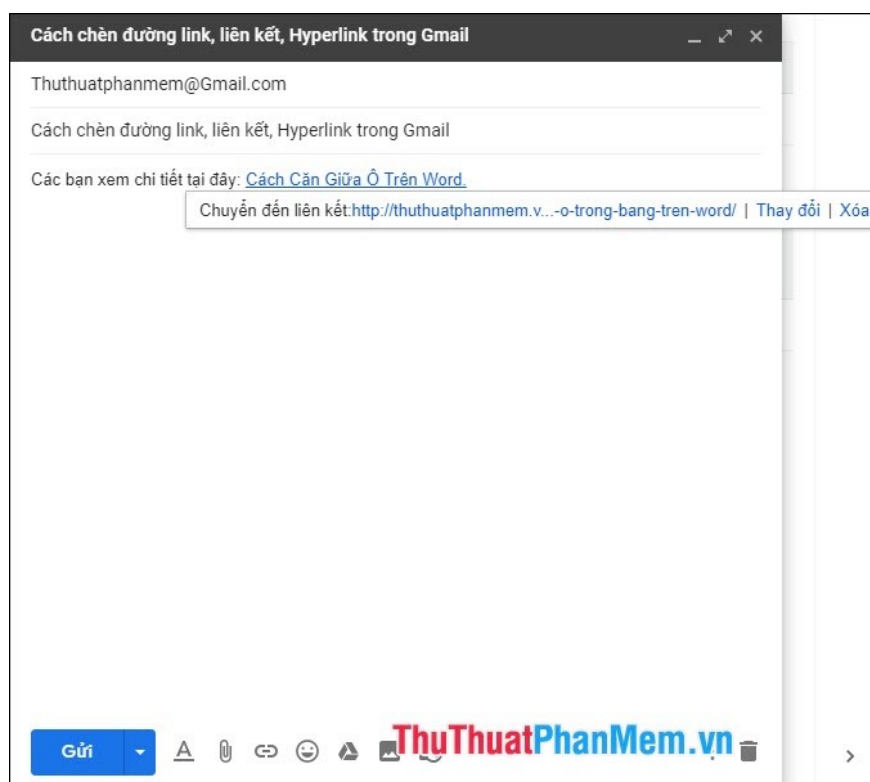 Cách chèn đường link, liên kết, Hyperlink trong Gmail
Thuthuatphanmem@Gmail.com
Cách chèn đường link, liên kết, Hyperlink trong Gmail
Các bạn xem chi tiết tại đây: Cách Căn Giữa Ô Trên Word.
Chuyển đến liên kết:http://thuthuatphanmem.v...-o-trong-bang-tren-word/ | Thay đổi | Xóa
Gửi
ThuThuatPhanMem.vn